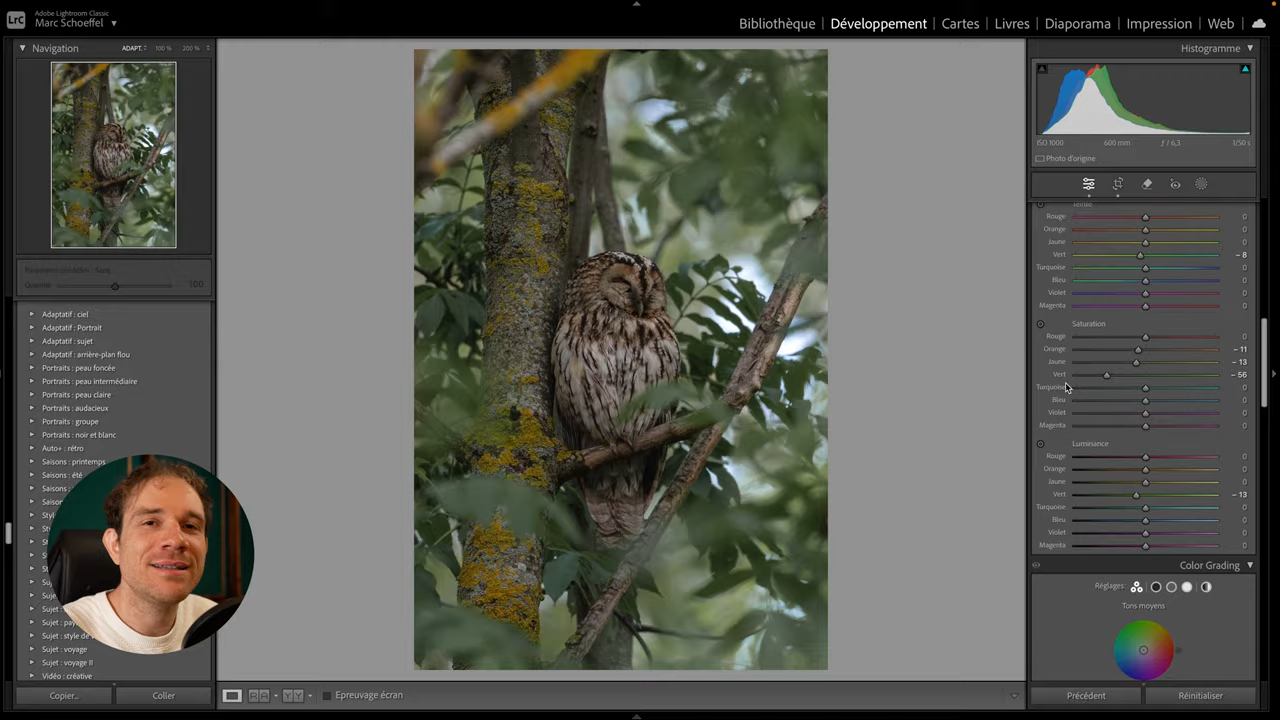 LrC
Adobe Lightroom Classic
Marc Schoeffel
Bibliothèque | Développement | Cartes | Livres | Diaporama | Impression | Web
Navigation
ADAPT.
100 %
200 %
100
Adaptatif : ciel
Adaptatif : Portrait
Adaptatif : sujet
Adaptatif : arrière-plan flou
Portraits : peau foncée
Portraits : peau intermédiaire
Portraits : peau claire
Portraits : audacieux
Portraits : groupe
Portraits : noir et blanc
Auto+ : rétro
Saisons : printemps
Saisons : été
Saisons :
Saisons :
Sujet : voyage
Sujet : voyage II
Vidéo : créative
Copier...
Coller
Epreuvage écran
Histogramme
ISO 1000
600 mm
ƒ / 6,3
1/50 s
Photo d'origine
Rouge 0
Orange 0
Jaune 0
Vert – 8
Turquoise 0
Bleu 0
Violet 0
Magenta 0
Saturation
Rouge 0
Orange – 11
Jaune – 13
Vert – 56
Turquoise 0
Bleu 0
Violet 0
Magenta 0
Luminance
Rouge 0
Orange 0
Jaune 0
Vert – 13
Turquoise 0
Bleu 0
Violet 0
Magenta 0
Color Grading
Réglages :
Tons moyens
Précédent
Réinitialiser